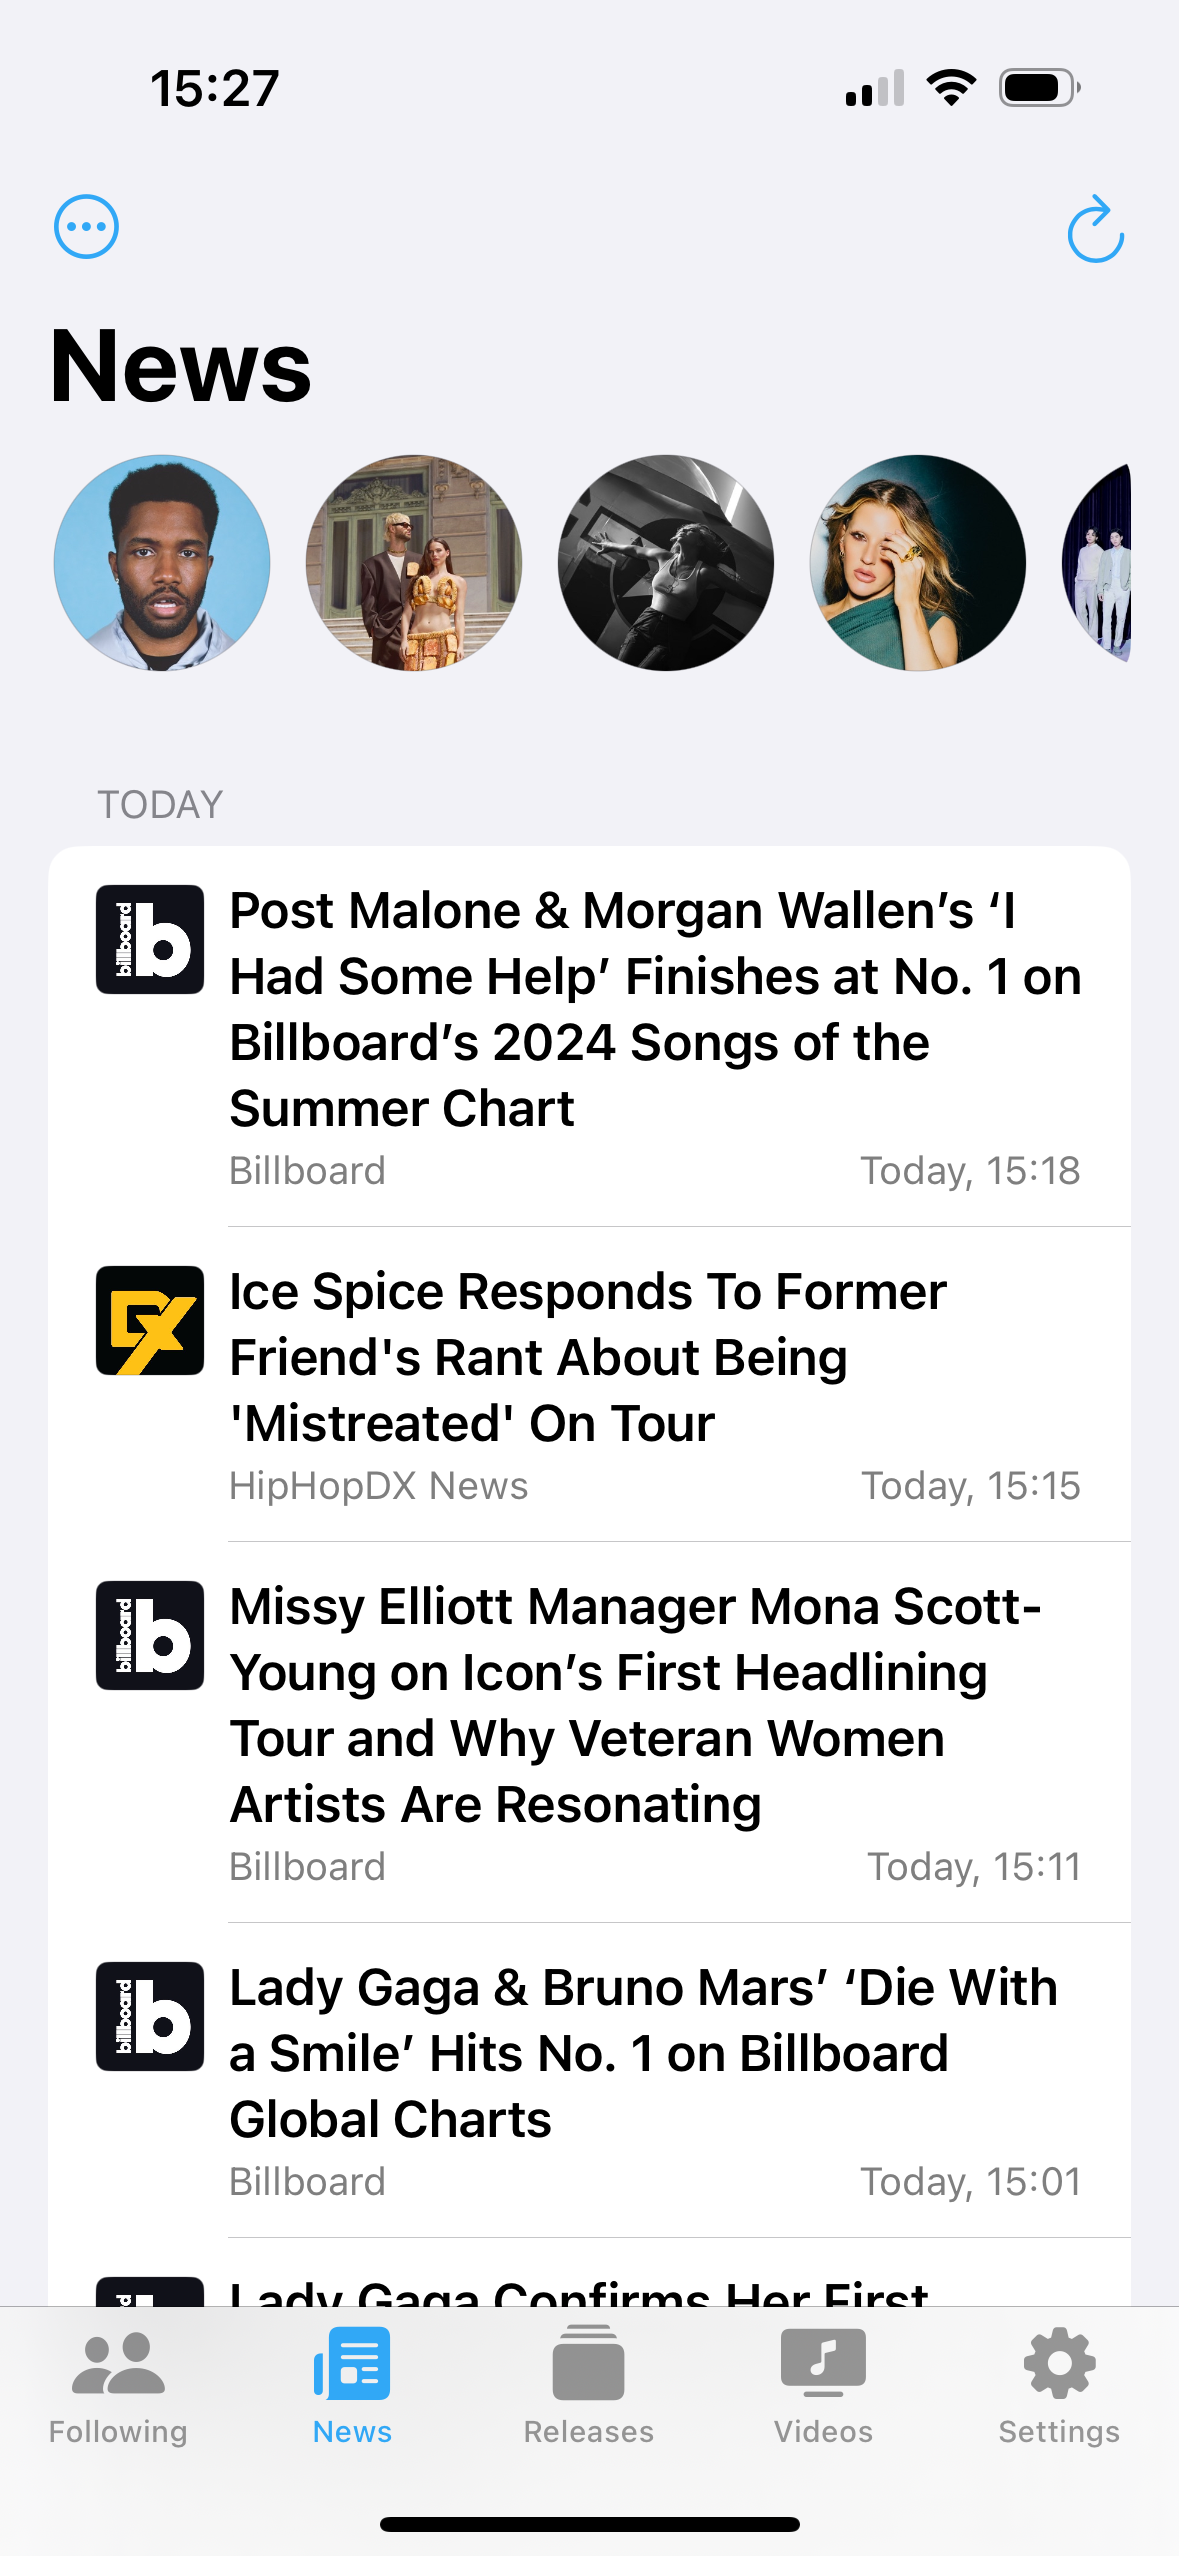 15:27
News
TODAY
billboard
Post Malone & Morgan Wallen’s ‘I
Had Some Help’ Finishes at No. 1 on
Billboard’s 2024 Songs of the
Summer Chart
Billboard
Today, 15:18
DX
Ice Spice Responds To Former
Friend's Rant About Being
'Mistreated' On Tour
HipHopDX News
Today, 15:15
billboard
Missy Elliott Manager Mona Scott-
Young on Icon’s First Headlining
Tour and Why Veteran Women
Artists Are Resonating
Billboard
Today, 15:11
billboard
Lady Gaga & Bruno Mars’ ‘Die With
a Smile’ Hits No. 1 on Billboard
Global Charts
Billboard
Today, 15:01
Lady Gaga Confirms Her First
Following
News
Releases
Videos
Settings